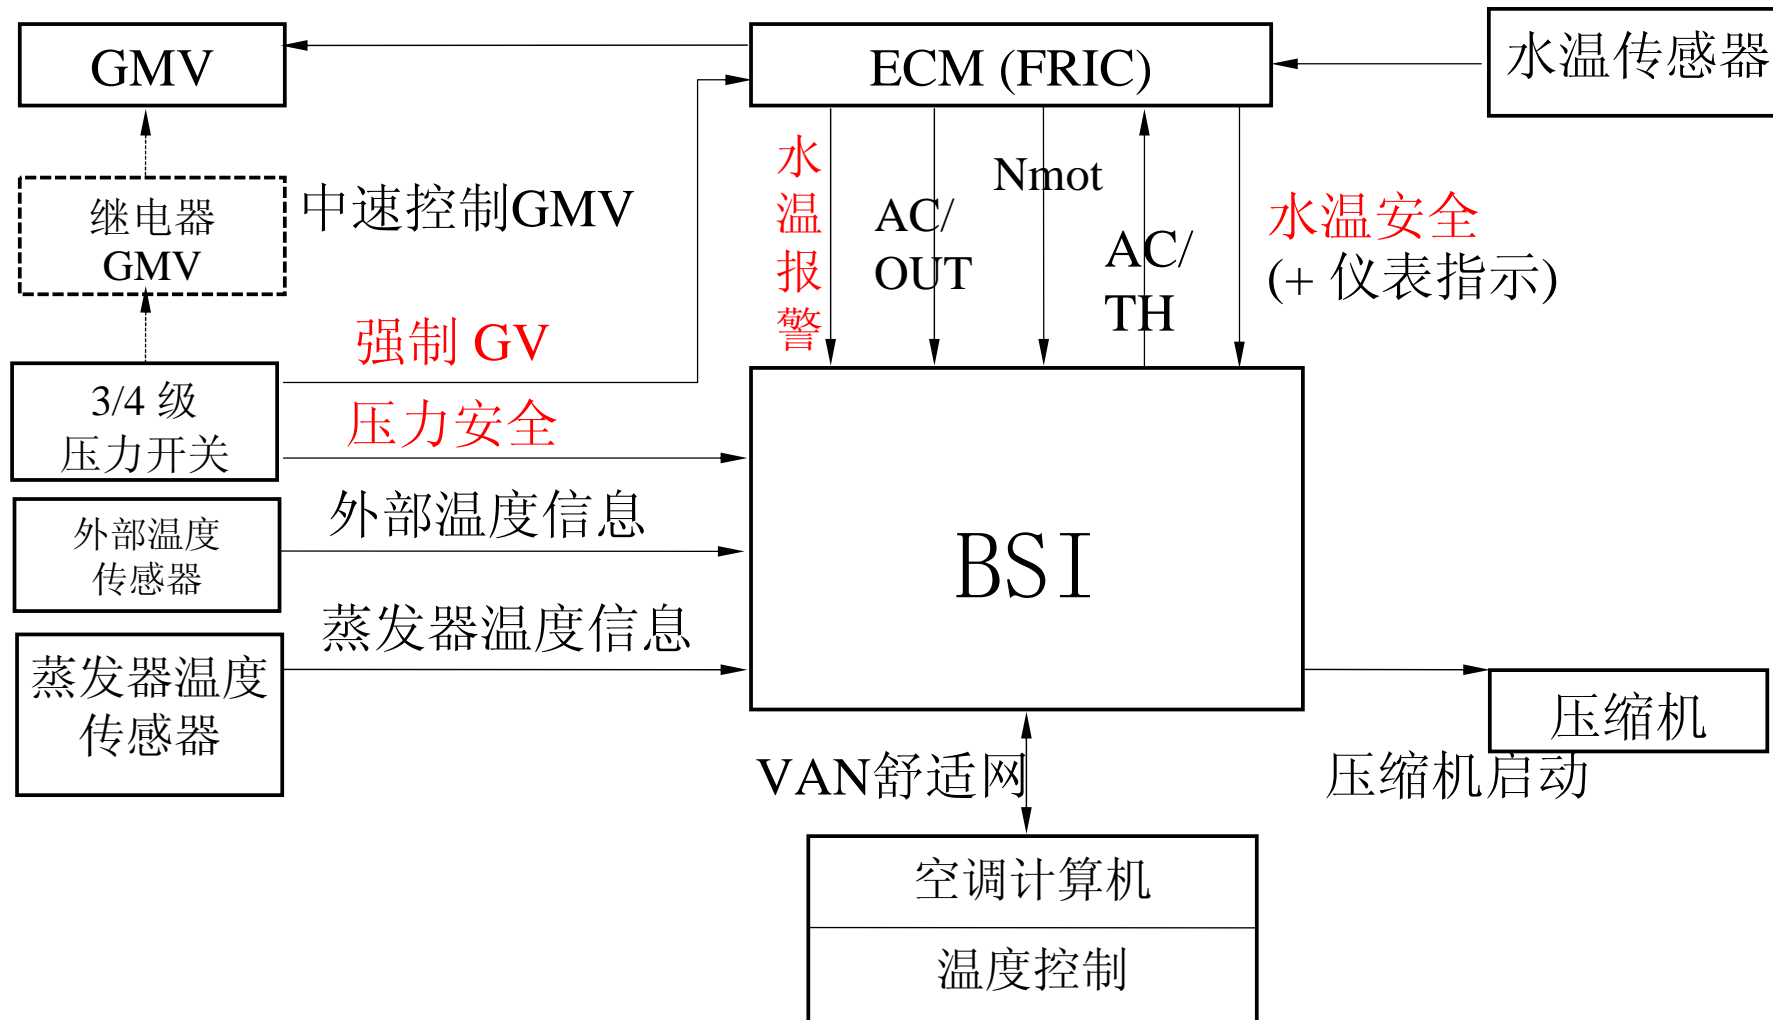 GMV
ECM (FRIC)
水温传感器
继电器
GMV
中速控制GMV
水
温
报
警
AC/
OUT
Nmot
AC/
TH
水温安全
(+ 仪表指示)
强制 GV
3/4 级
压力开关
压力安全
外部温度信息
外部温度
传感器
BSI
蒸发器温度信息
蒸发器温度
传感器
压缩机
VAN舒适网
压缩机启动
空调计算机
温度控制